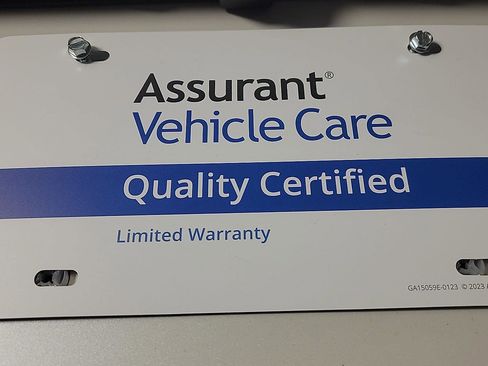 Assurant®
Vehicle Care
Quality Certified
Limited Warranty
GA15059E-0123 © 2023